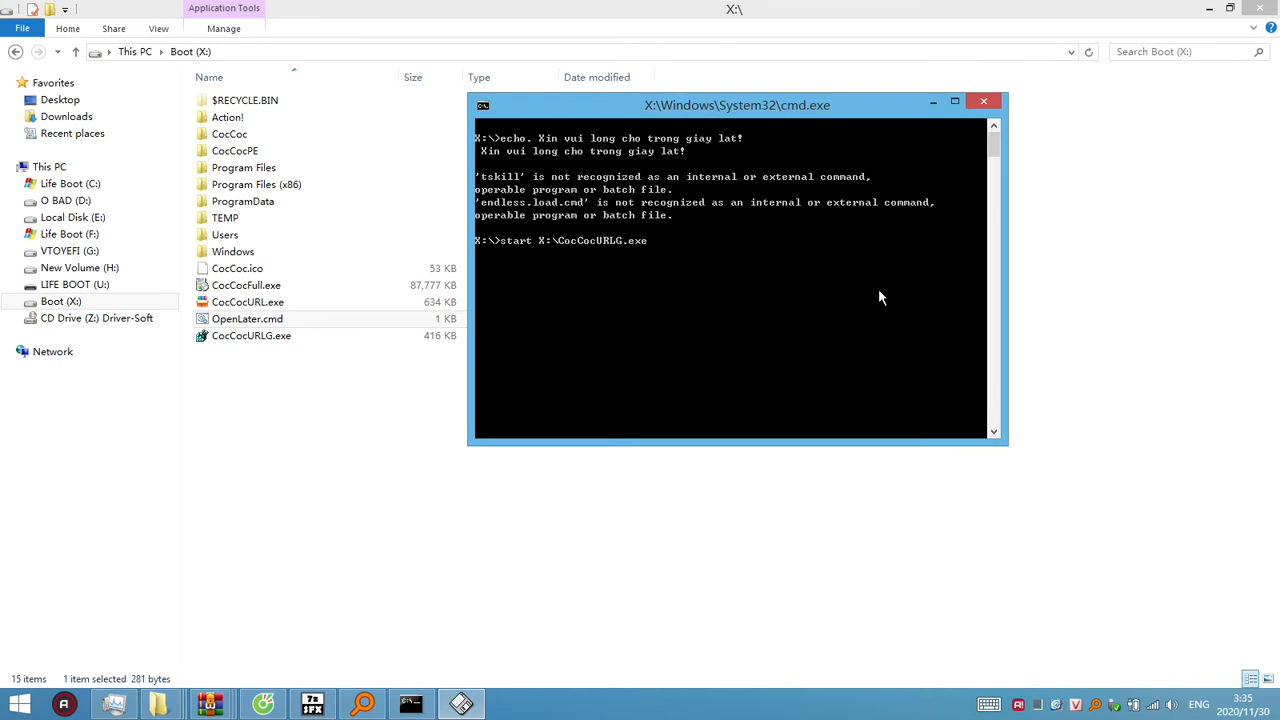 Application Tools
X:\
File
Home
Share
View
Manage
This PC
Boot (X:)
Search Boot (X:)
Name
Size
Type
Date modified
Favorites
Desktop
Downloads
Recent places
This PC
Life Boot (C:)
O BAD (D:)
Local Disk (E:)
Life Boot (F:)
VTOYEFI (G:)
New Volume (H:)
LIFE BOOT (U:)
Boot (X:)
CD Drive (Z:) Driver-Soft
Network
$RECYCLE.BIN
Action!
CocCoc
CocCocPE
Program Files
Program Files (x86)
ProgramData
TEMP
Users
Windows
CocCoc.ico 53 KB
CocCocFull.exe 87,777 KB
CocCocURL.exe 634 KB
OpenLater.cmd 1 KB
CocCocURLG.exe 416 KB
X:\Windows\System32\cmd.exe
X:\>echo. Xin vui long cho trong giay lat!
Xin vui long cho trong giay lat!
'tskill' is not recognized as an internal or external command,
operable program or batch file.
'endless.load.cmd' is not recognized as an internal or external command,
operable program or batch file.
X:\>start X:\CocCocURLG.exe
15 items
1 item selected 281 bytes
7z
SFX
ENG
3:35
2020/11/30